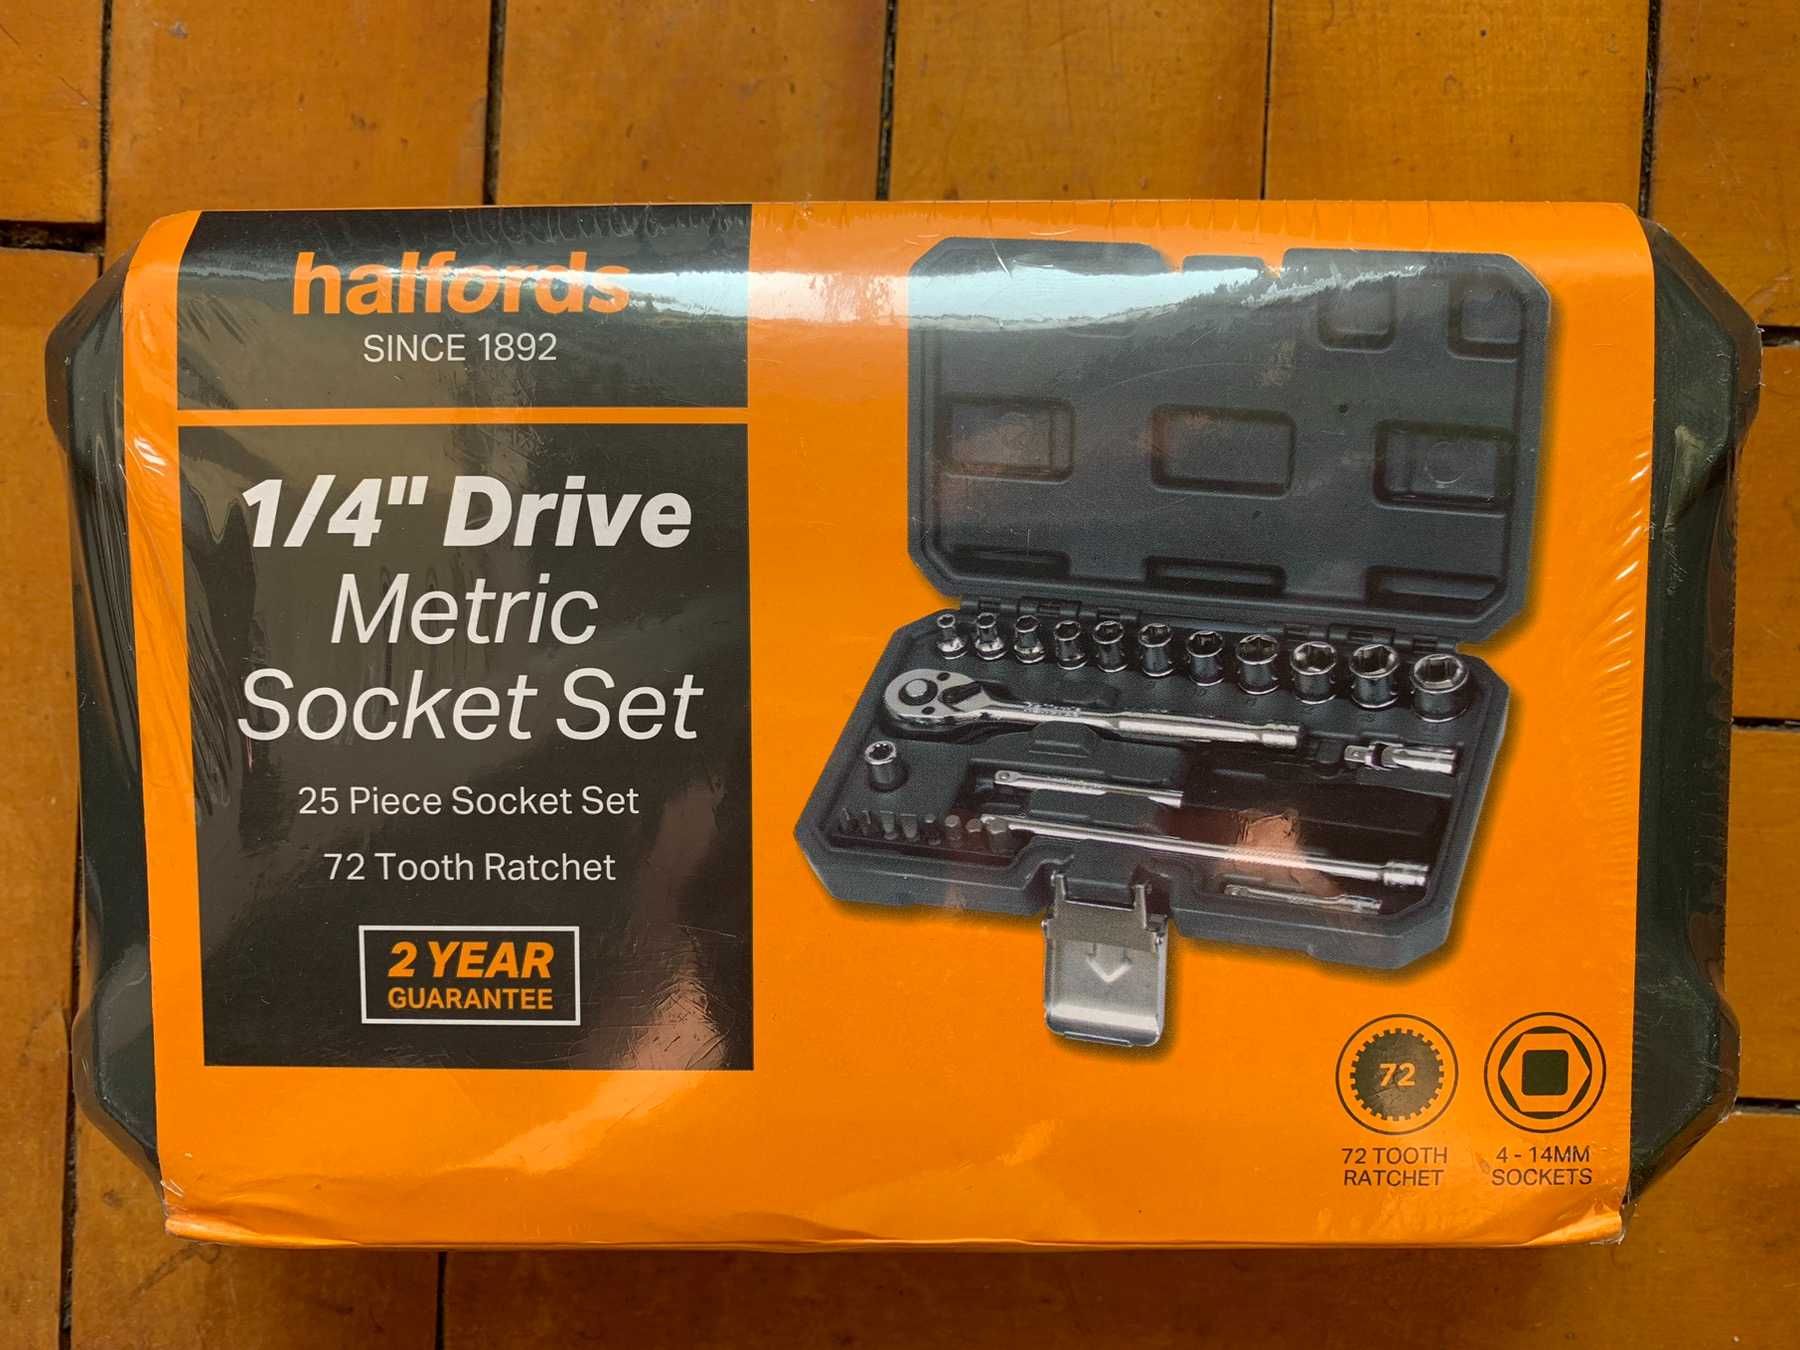 halfords
SINCE 1892
1/4" Drive
Metric
Socket Set
25 Piece Socket Set
72 Tooth Ratchet
2 YEAR
GUARANTEE
72
72 TOOTH
RATCHET
4 - 14MM
SOCKETS